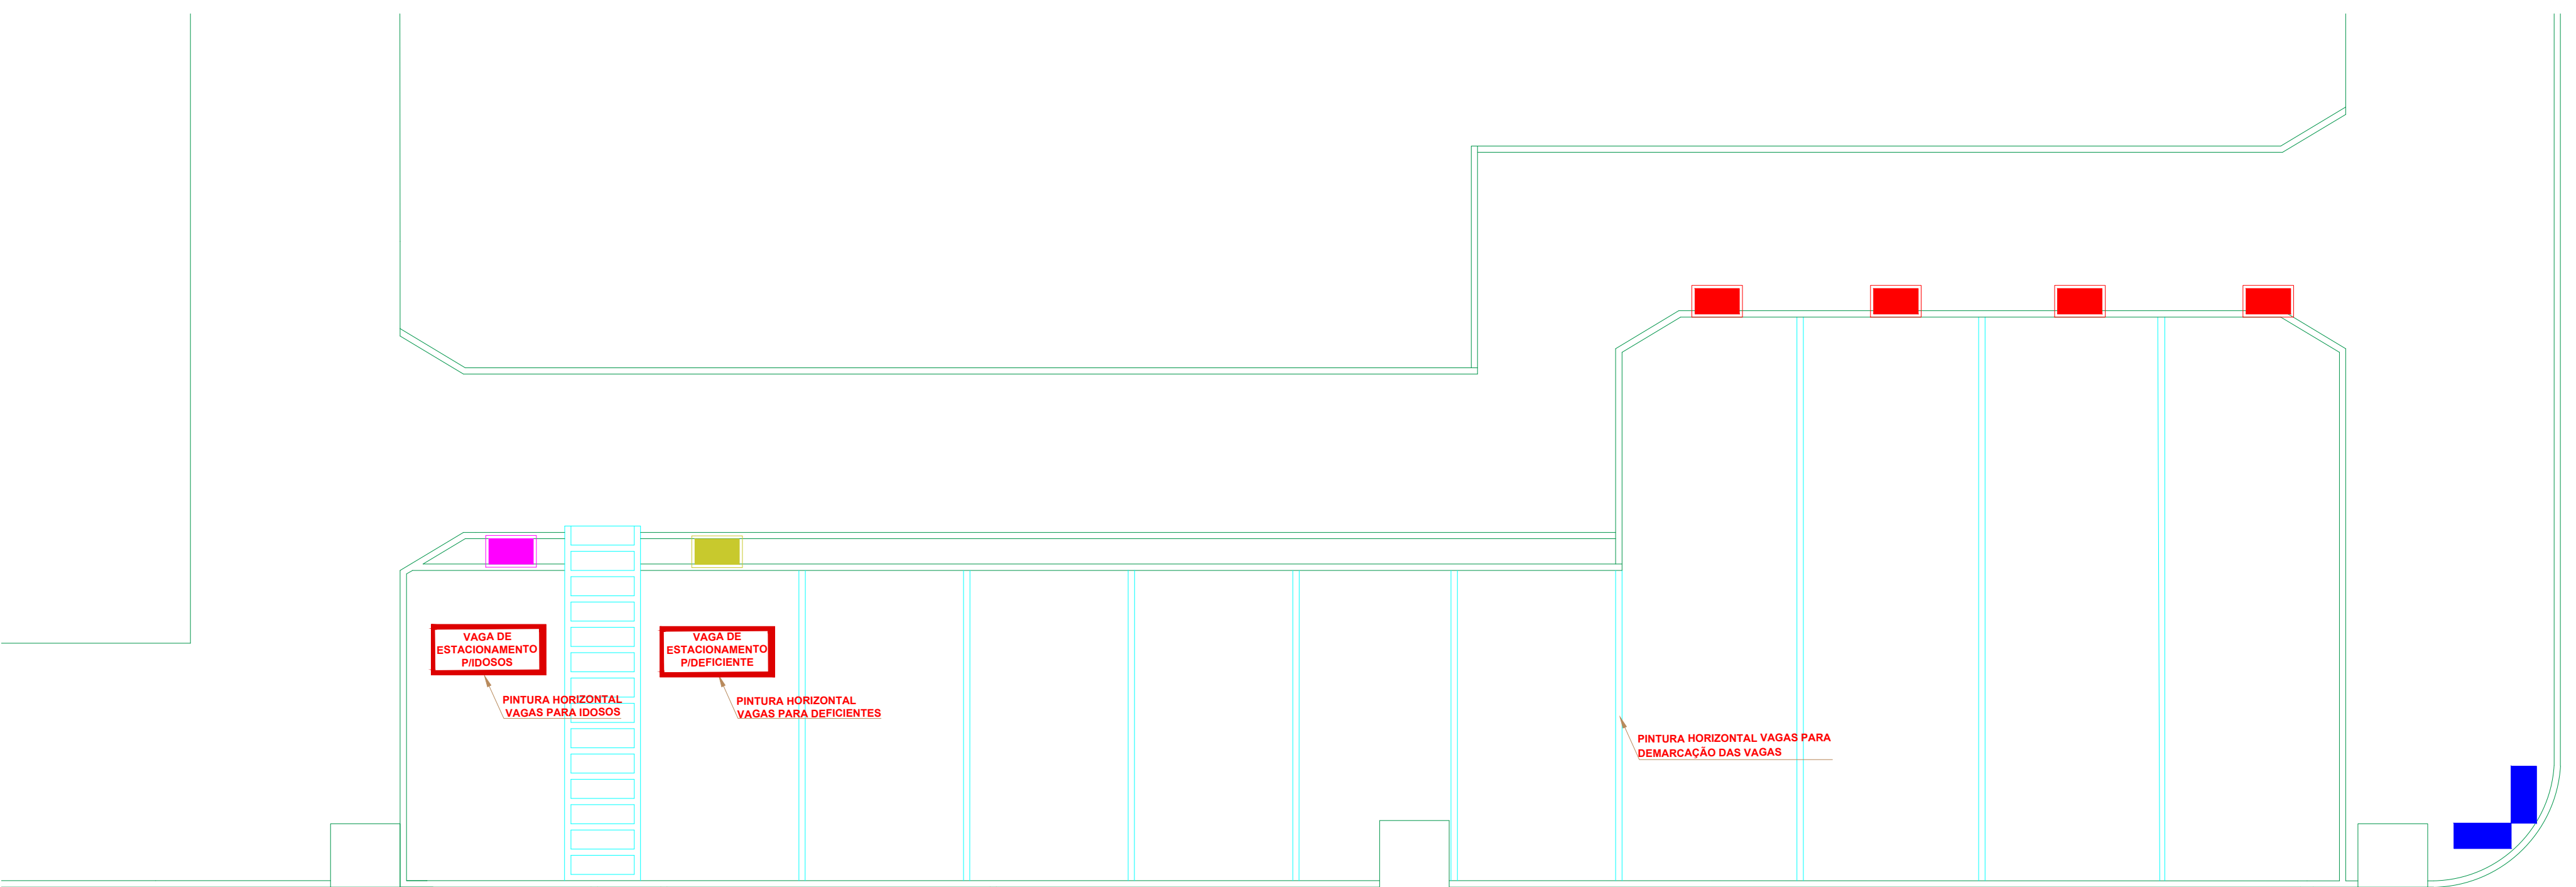 VAGA DE
ESTACIONAMENTO
P/IDOSOS
PINTURA HORIZONTAL
VAGAS PARA IDOSOS
VAGA DE
ESTACIONAMENTO
P/DEFICIENTE
PINTURA HORIZONTAL
VAGAS PARA DEFICIENTES
PINTURA HORIZONTAL VAGAS PARA
DEMARCAÇÃO DAS VAGAS